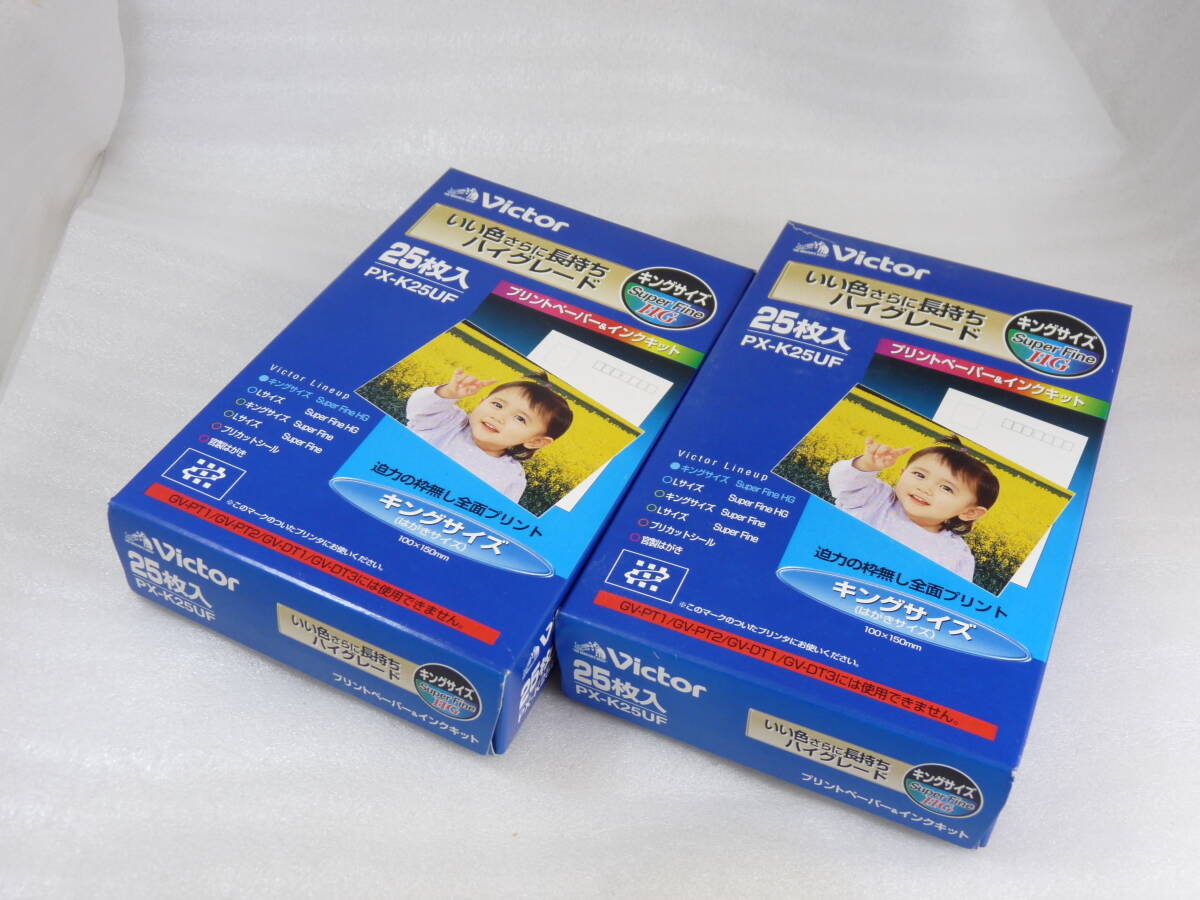 Victor
いい色さらに長持ち
ハイグレード
キングサイズ
Super Fine
HG
25枚入
PX-K25UF
プリントペーパー&インクキット
Victor Lineup
キングサイズ Super Fine HG
Lサイズ Super Fine HG
キングサイズ Super Fine
Lサイズ Super Fine
プリカットシール
官製はがき
迫力の枠無し全面プリント
キングサイズ
(はがきサイズ)
100×150mm
※このマークのついたプリンタにお使いください。
GV-PT1/GV-PT2/GV-DT1/GV-DT3には使用できません。
Victor
25枚入
PX-K25UF
いい色さらに長持ち
ハイグレード
キングサイズ
Super Fine
HG
プリントペーパー&インクキット
Victor
いい色さらに長持ち
ハイグレード
キングサイズ
Super Fine
HG
25枚入
PX-K25UF
プリントペーパー&インクキット
Victor Lineup
キングサイズ Super Fine HG
Lサイズ Super Fine HG
キングサイズ Super Fine
Lサイズ Super Fine
プリカットシール
官製はがき
迫力の枠無し全面プリント
キングサイズ
(はがきサイズ)
100×150mm
※このマークのついたプリンタにお使いください。
GV-PT1/GV-PT2/GV-DT1/GV-DT3には使用できません。
Victor
25枚入
PX-K25UF
いい色さらに長持ち
ハイグレード
キングサイズ
Super Fine
HG
プリントペーパー&インクキット